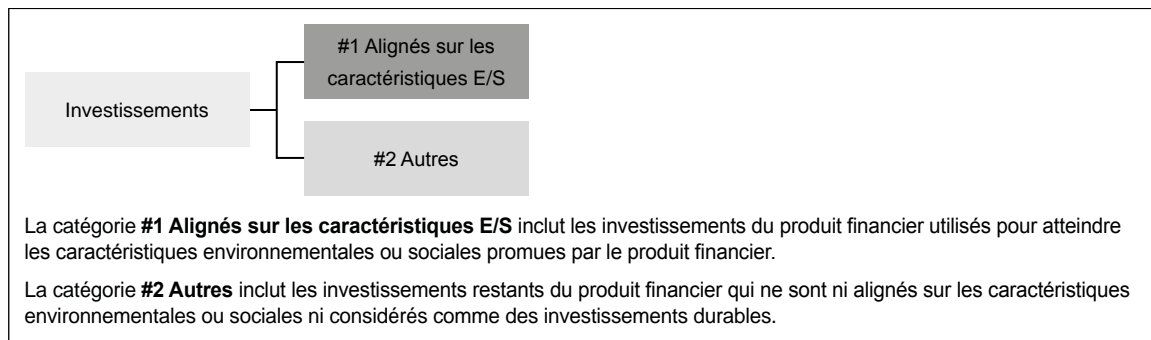 #1 Alignés sur les
caractéristiques E/S
Investissements
#2 Autres
La catégorie #1 Alignés sur les caractéristiques E/S inclut les investissements du produit financier utilisés pour atteindre
les caractéristiques environnementales ou sociales promues par le produit financier.
La catégorie #2 Autres inclut les investissements restants du produit financier qui ne sont ni alignés sur les caractéristiques
environnementales ou sociales ni considérés comme des investissements durables.